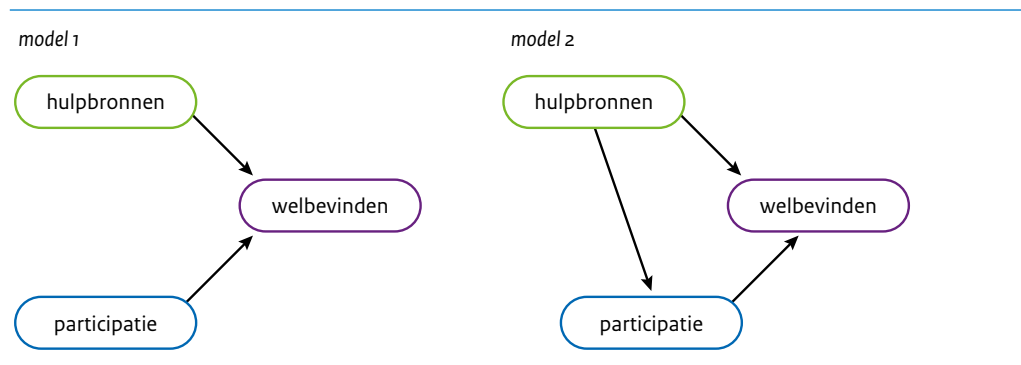 model 1
hulpbronnen
welbevinden
participatie
model 2
hulpbronnen
welbevinden
participatie